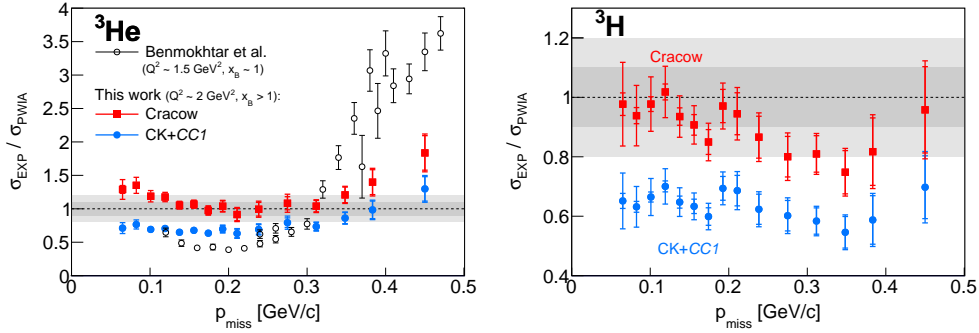 ³He
Benmokhtar et al.
(Q² ~ 1.5 GeV², x_B ~ 1)
This work (Q² ~ 2 GeV², x_B > 1):
Cracow
CK+CC1
σ_EXP / σ_PWIA
4
3.5
3
2.5
2
1.5
1
0.5
0
0 0.1 0.2 0.3 0.4 0.5
p_miss [GeV/c]
³H
Cracow
CK+CC1
σ_EXP / σ_PWIA
1.2
1
0.8
0.6
0.4
0 0.1 0.2 0.3 0.4 0.5
p_miss [GeV/c]